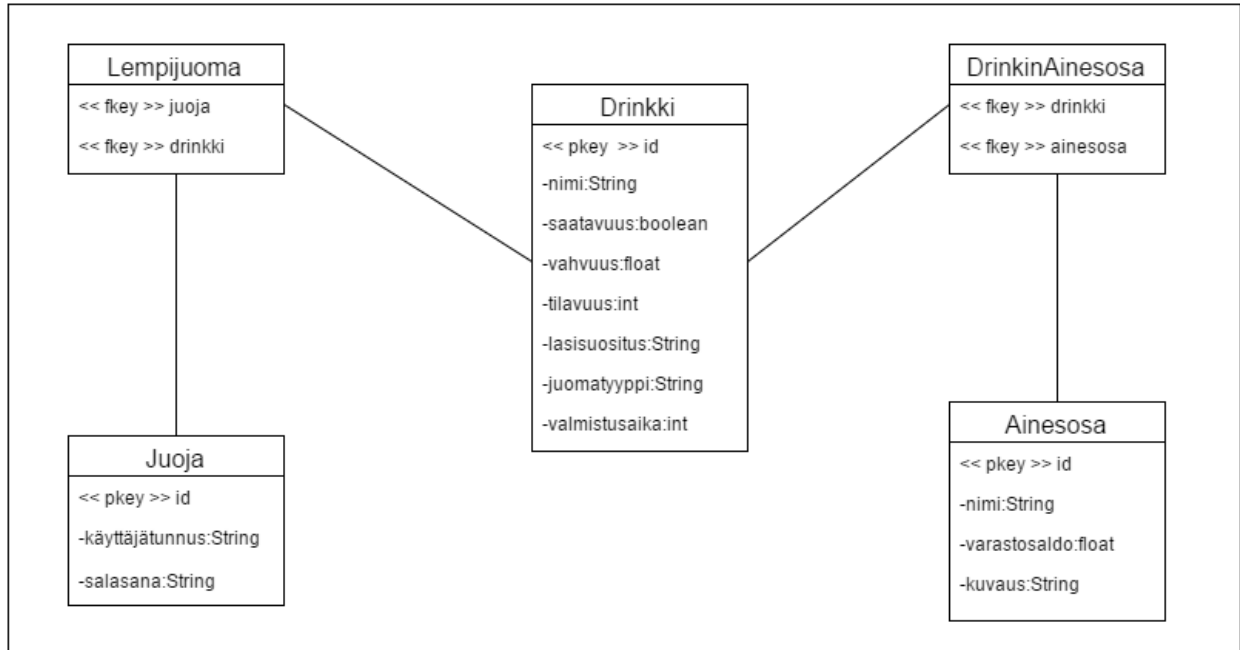 Lempijuoma
<< fkey >> juoja
<< fkey >> drinkki
Juoja
<< pkey >> id
-käyttäjätunnus:String
-salasana:String
Drinkki
<< pkey  >> id
-nimi:String
-saatavuus:boolean
-vahvuus:float
-tilavuus:int
-lasisuositus:String
-juomatyyppi:String
-valmistusaika:int
DrinkinAinesosa
<< fkey >> drinkki
<< fkey >> ainesosa
Ainesosa
<< pkey >> id
-nimi:String
-varastosaldo:float
-kuvaus:String